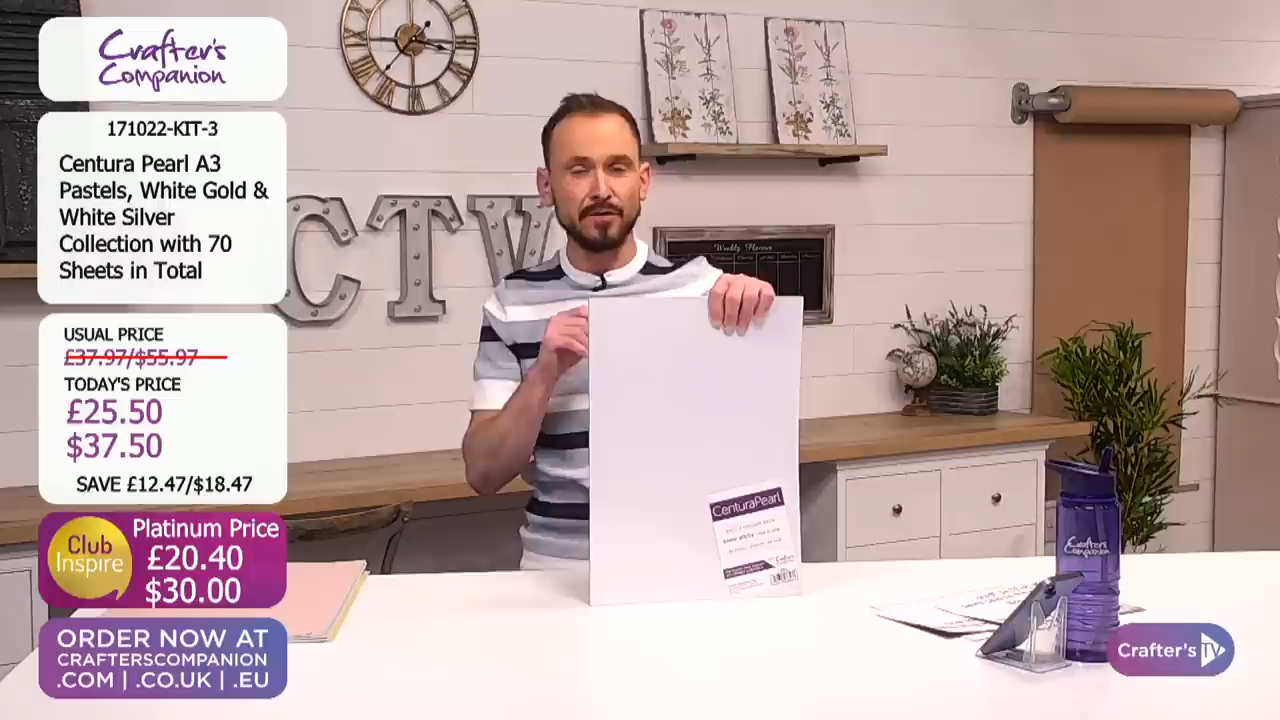 Crafter's
Companion
171022-KIT-3
Centura Pearl A3
Pastels, White Gold &
White Silver
Collection with 70
Sheets in Total
USUAL PRICE
£37.97/$55.97
TODAY'S PRICE
£25.50
$37.50
SAVE £12.47/$18.47
Club
Inspire
Platinum Price
£20.40
$30.00
ORDER NOW AT
CRAFTERSCOMPANION
.COM | .CO.UK | .EU
CTV
Weekly Planner
CenturaPearl
Crafter's
Companion
Crafter's TV